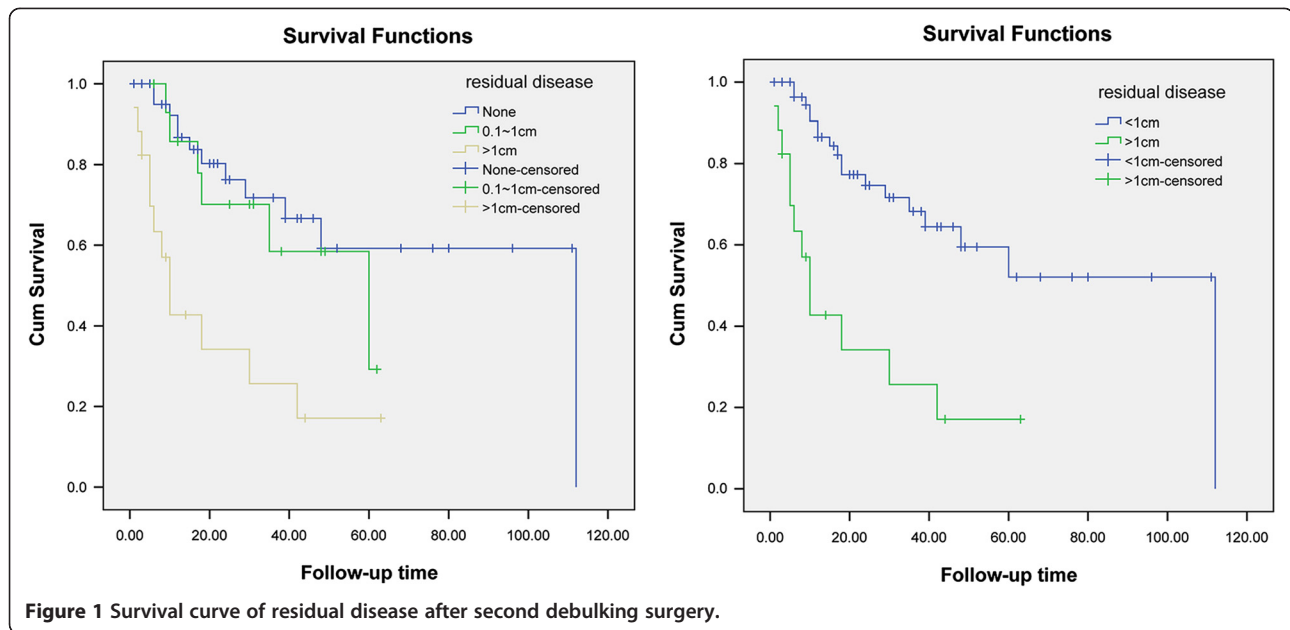 Survival Functions
residual disease
None
0.1~1cm
>1cm
None-censored
0.1~1cm-censored
>1cm-censored
Cum Survival
1.0
0.8
0.6
0.4
0.2
0.0
0.00 20.00 40.00 60.00 80.00 100.00 120.00
Follow-up time
Survival Functions
residual disease
<1cm
>1cm
<1cm-censored
>1cm-censored
Cum Survival
1.0
0.8
0.6
0.4
0.2
0.0
0.00 20.00 40.00 60.00 80.00 100.00 120.00
Follow-up time
Figure 1 Survival curve of residual disease after second debulking surgery.